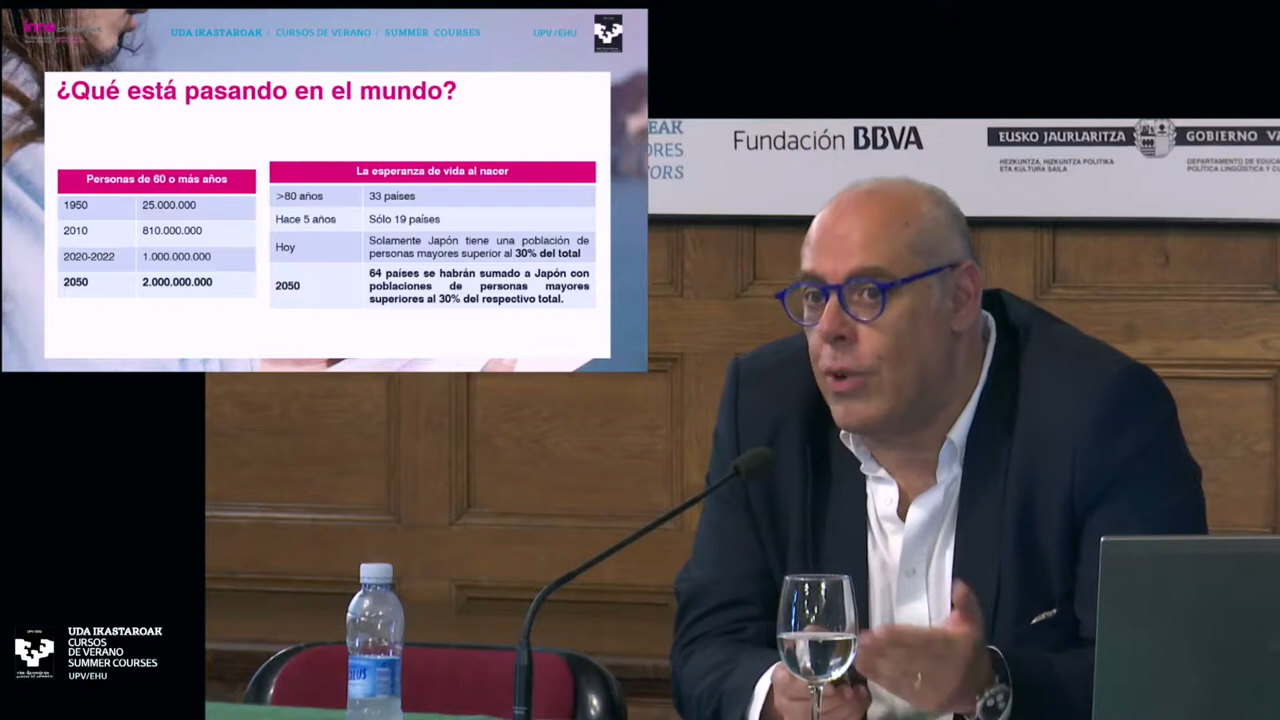 UDA IKASTAROAK / CURSOS DE VERANO / SUMMER COURSES
UPV/EHU
¿Qué está pasando en el mundo?
Personas de 60 o más años
1950 25.000.000
2010 810.000.000
2020-2022 1.000.000.000
2050 2.000.000.000
La esperanza de vida al nacer
>80 años 33 países
Hace 5 años Sólo 19 países
Hoy Solamente Japón tiene una población de
personas mayores superior al 30% del total
2050 64 países se habrán sumado a Japón con
poblaciones de personas mayores
superiores al 30% del respectivo total.
EAK
ORES
TORS
Fundación BBVA
EUSKO JAURLARITZA GOBIERNO VA
HEZKUNTZA, HIZKUNTZA POLITIKA
ETA KULTURA SAILA
DEPARTAMENTO DE EDUC
POLÍTICA LINGÜÍSTICA Y CU
UDA IKASTAROAK
CURSOS
DE VERANO
SUMMER COURSES
UPV/EHU